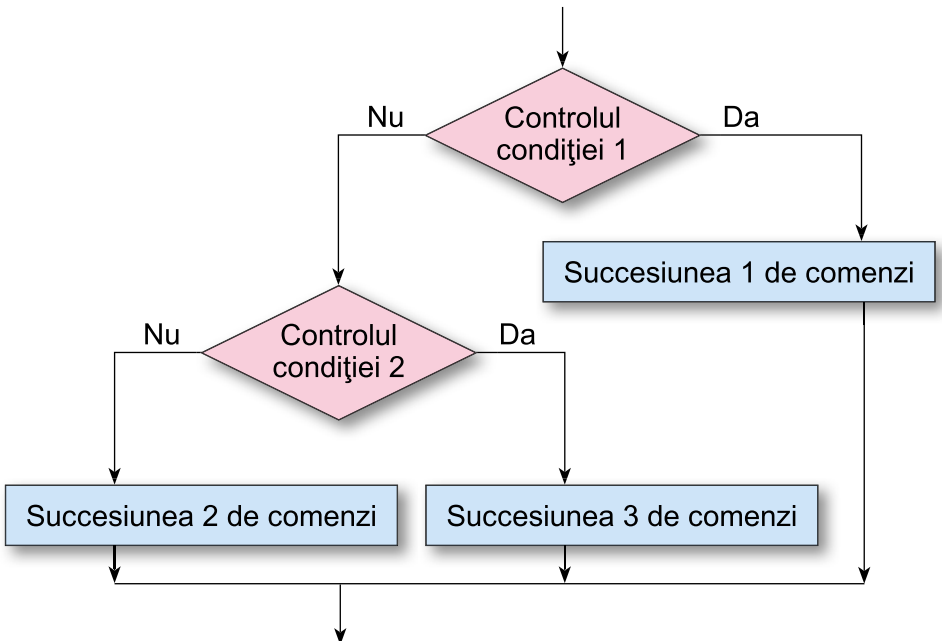 Controlul
condiţiei 1
Nu
Da
Succesiunea 1 de comenzi
Controlul
condiţiei 2
Nu
Da
Succesiunea 2 de comenzi
Succesiunea 3 de comenzi